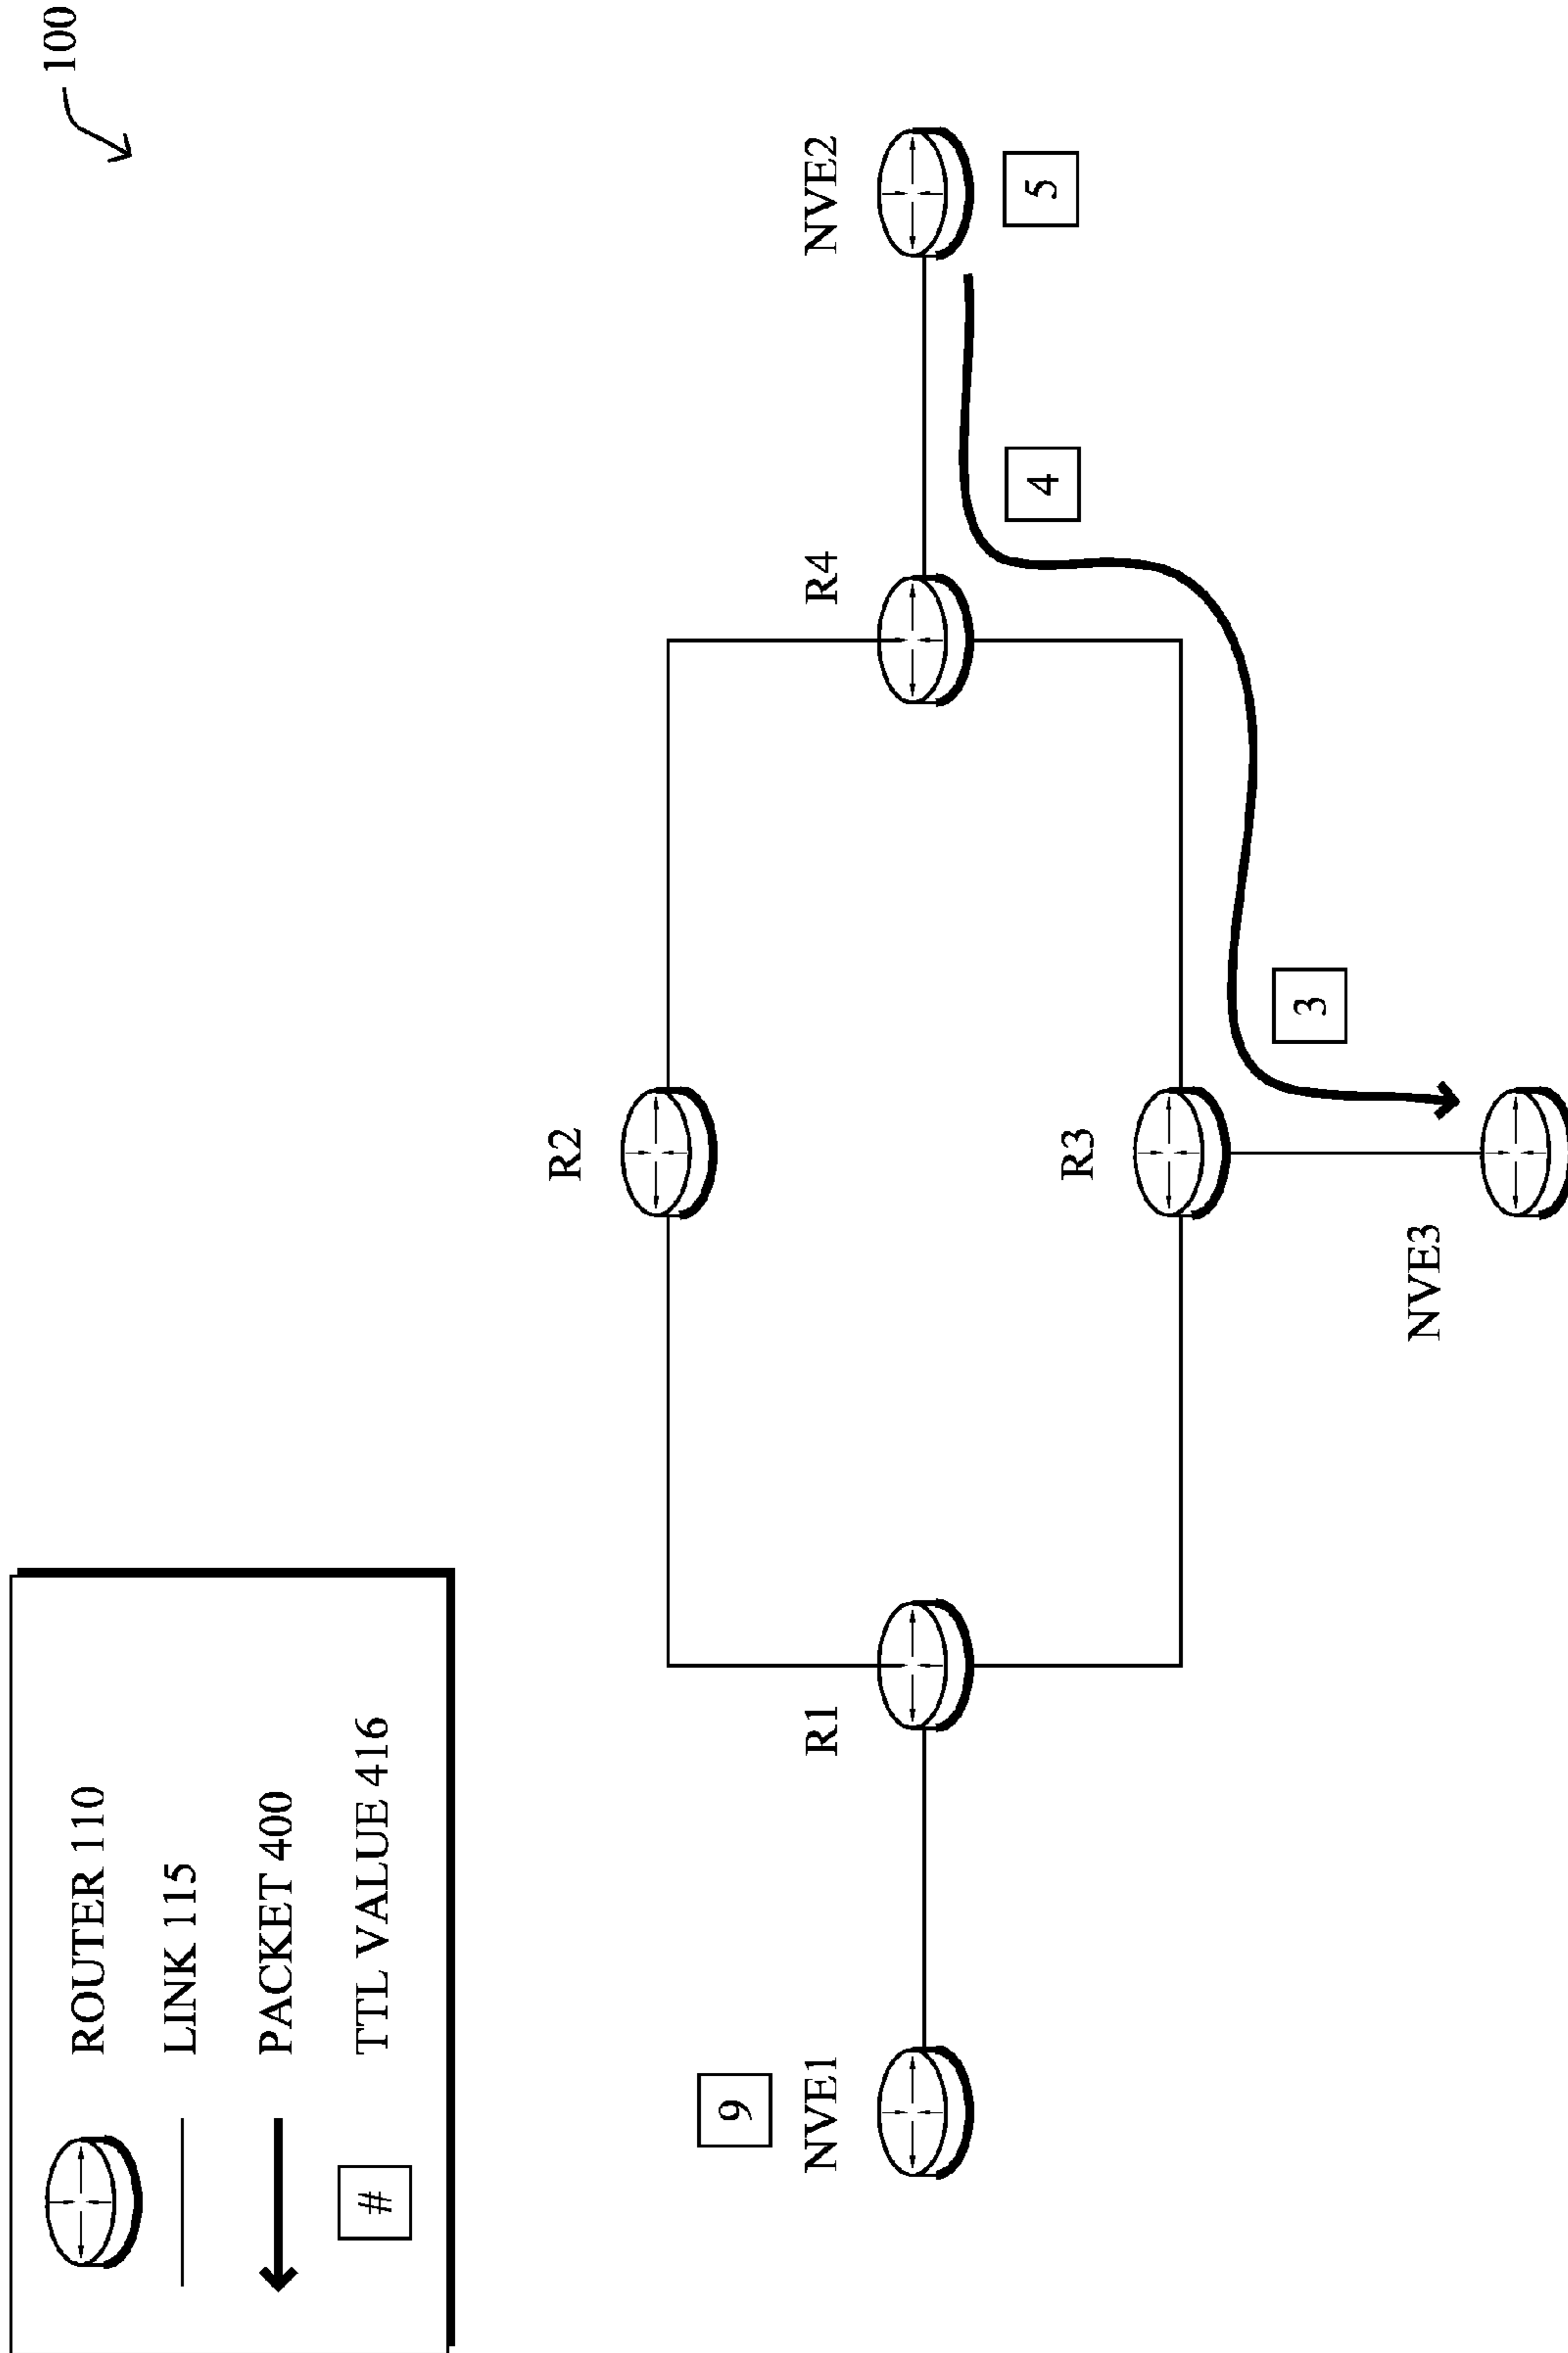 100
ROUTER 110
LINK 115
PACKET 400
# TTL VALUE 416
R2
9
NVE1
R1
R4
NVE2
4
5
R3
3
NVE3